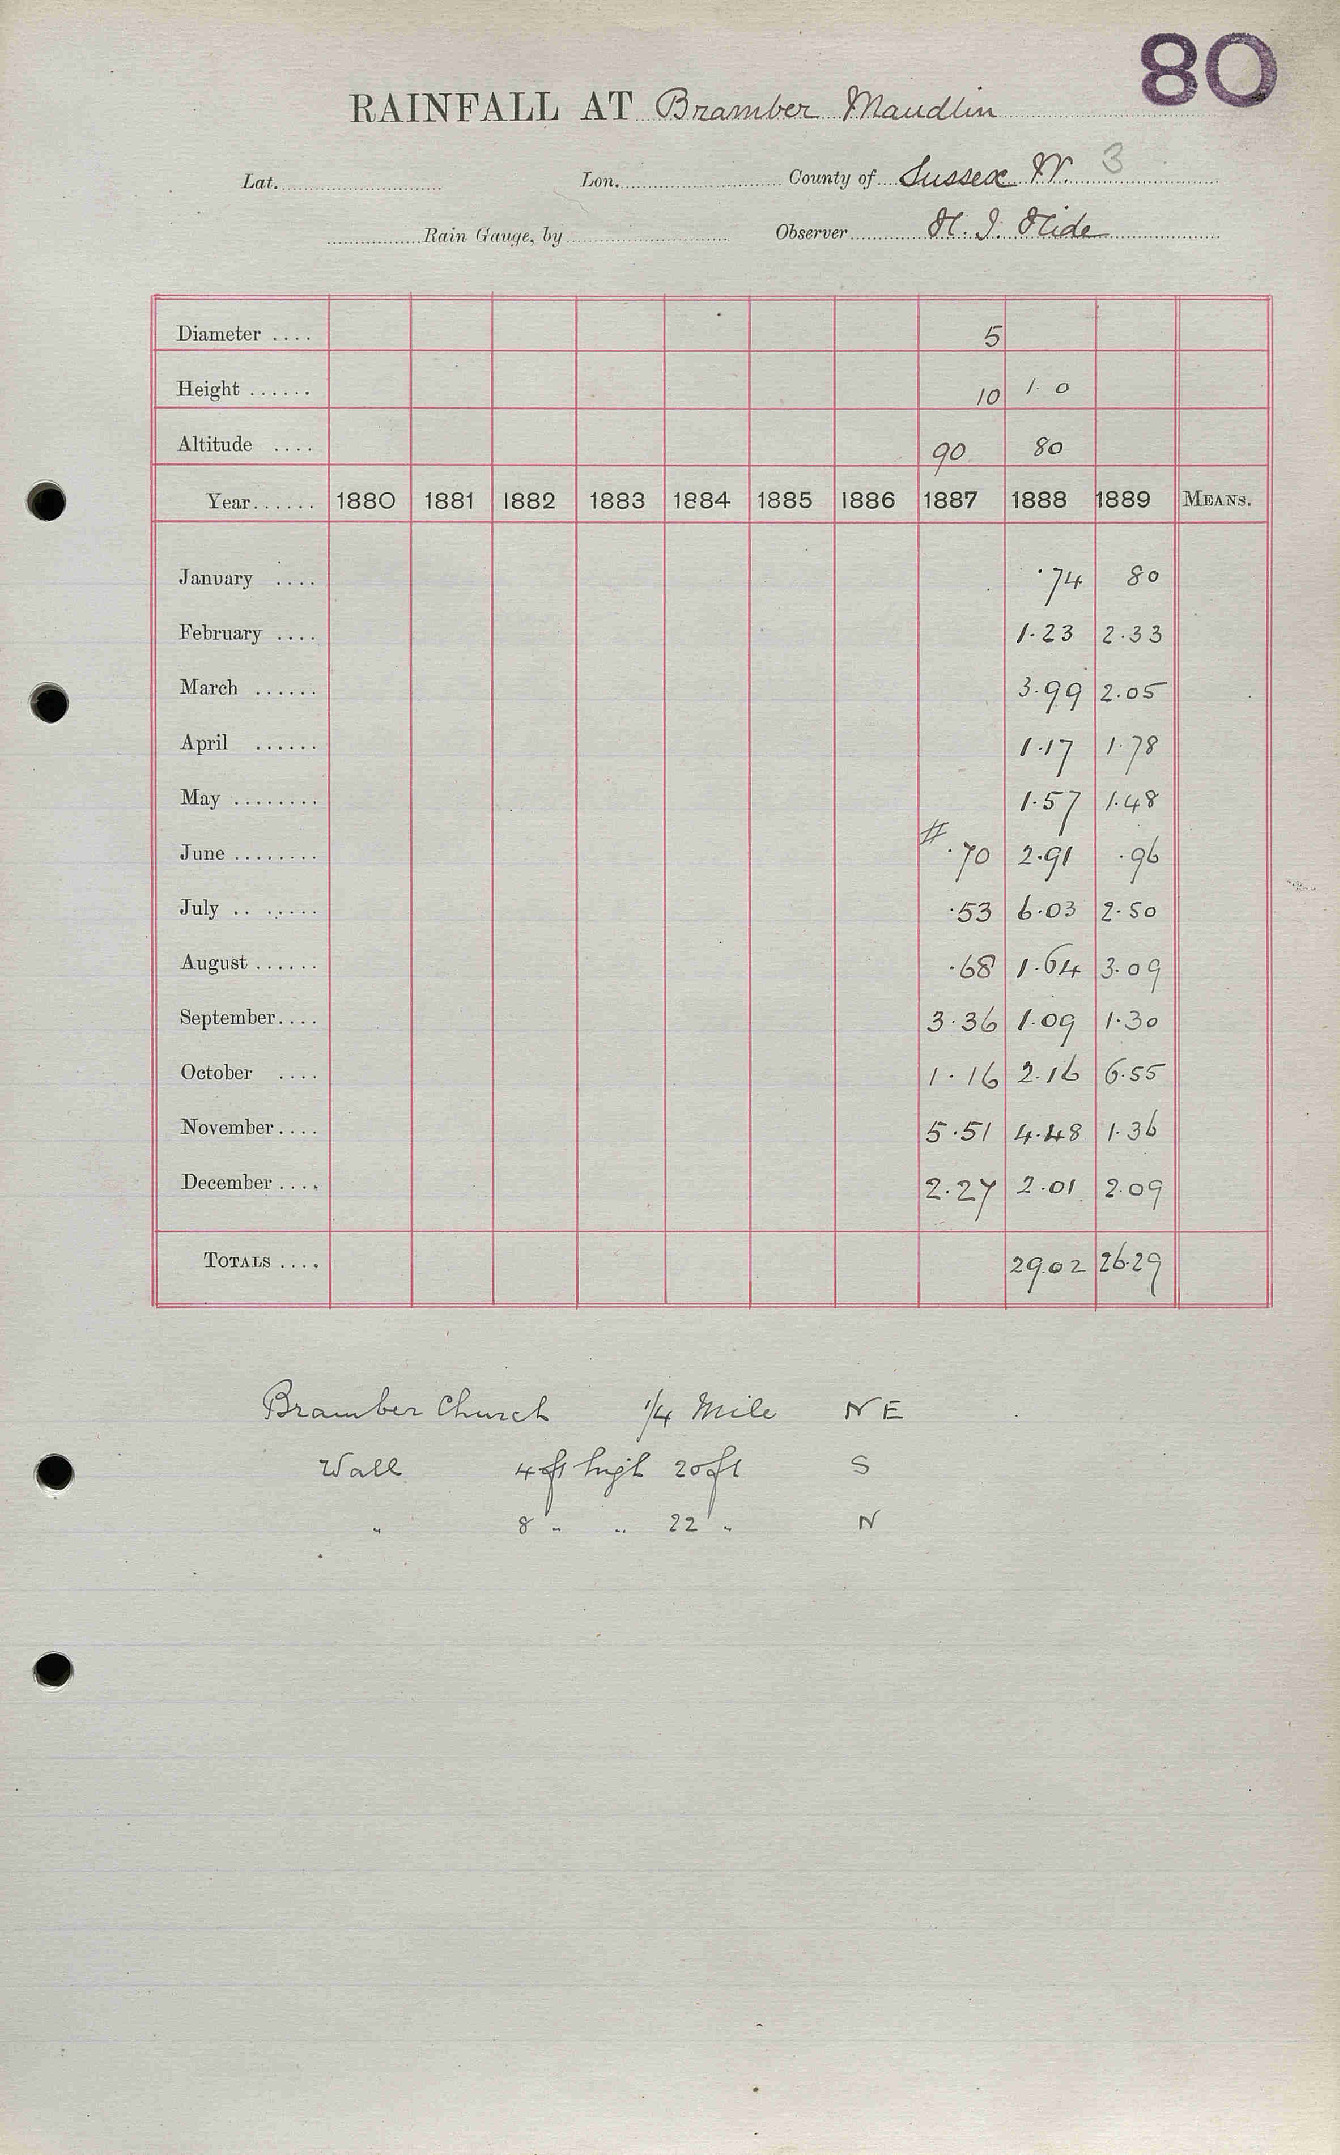 80
RAINFALL AT Bramber Maudlin
Lat. Lon. County of Sussex W. 3
Rain Gauge, by Observer H. I. Hide
Diameter .... 5
Height ...... 10 1 0
Altitude .... 90 80
Year...... 1880 1881 1882 1883 1884 1885 1886 1887 1888 1889 MEANS.
January .... .74 80
February .... 1.23 2.33
March ...... 3.99 2.05
April ...... 1.17 1.78
May ........ 1.57 1.48
June ........ # .70 2.91 .96
July ........ .53 6.03 2.50
August ...... .68 1.64 3.09
September.... 3.36 1.09 1.30
October .... 1.16 2.16 6.55
November.... 5.51 4.48 1.36
December .... 2.27 2.01 2.09
TOTALS .... 29.02 26.29
Bramber Church 1/4 Mile NE
Wall 4ft high 20ft S
" 8 " " 22 " N